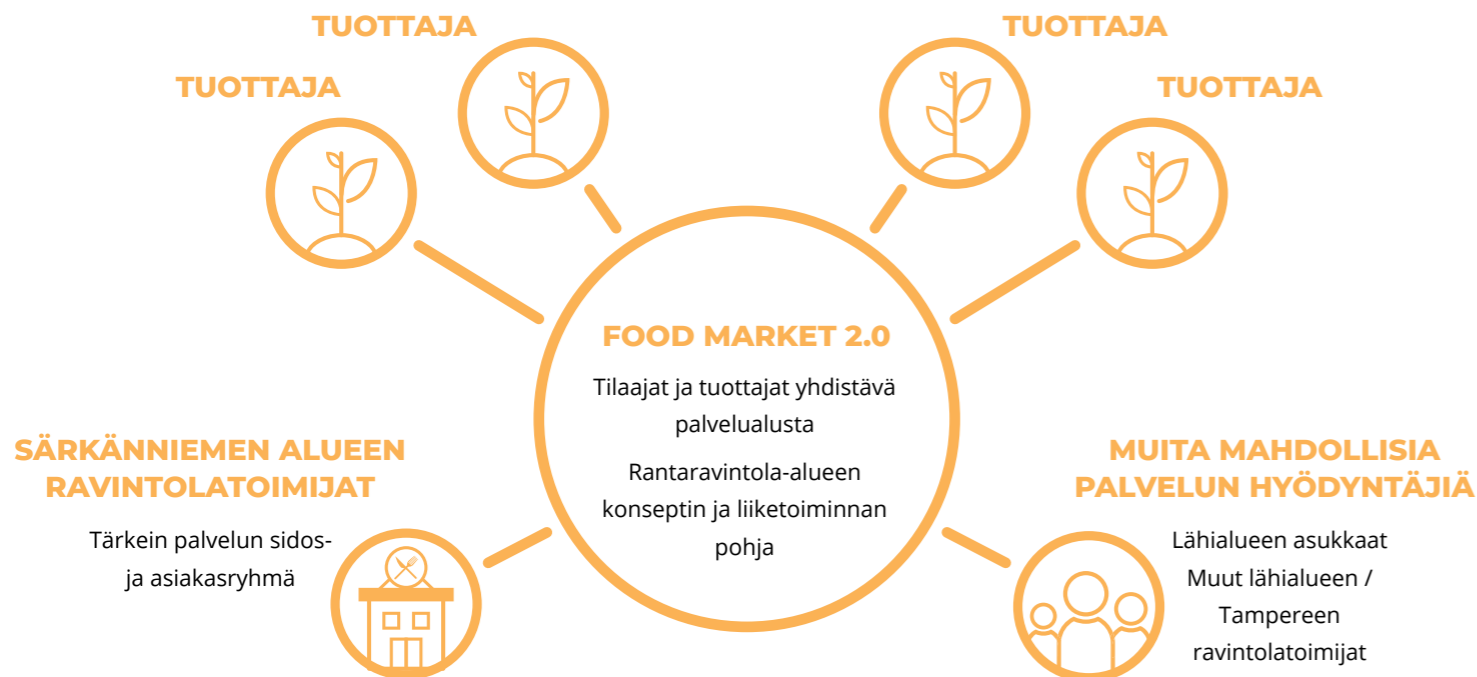 TUOTTAJA
TUOTTAJA
TUOTTAJA
TUOTTAJA
FOOD MARKET 2.0
Tilaajat ja tuottajat yhdistävä
palvelualusta
Rantaravintola-alueen
konseptin ja liiketoiminnan
pohja
SÄRKÄNNIEMEN ALUEEN
RAVINTOLATOIMIJAT
Tärkein palvelun sidos-
ja asiakasryhmä
MUITA MAHDOLLISIA
PALVELUN HYÖDYNTÄJIÄ
Lähialueen asukkaat
Muut lähialueen /
Tampereen
ravintolatoimijat